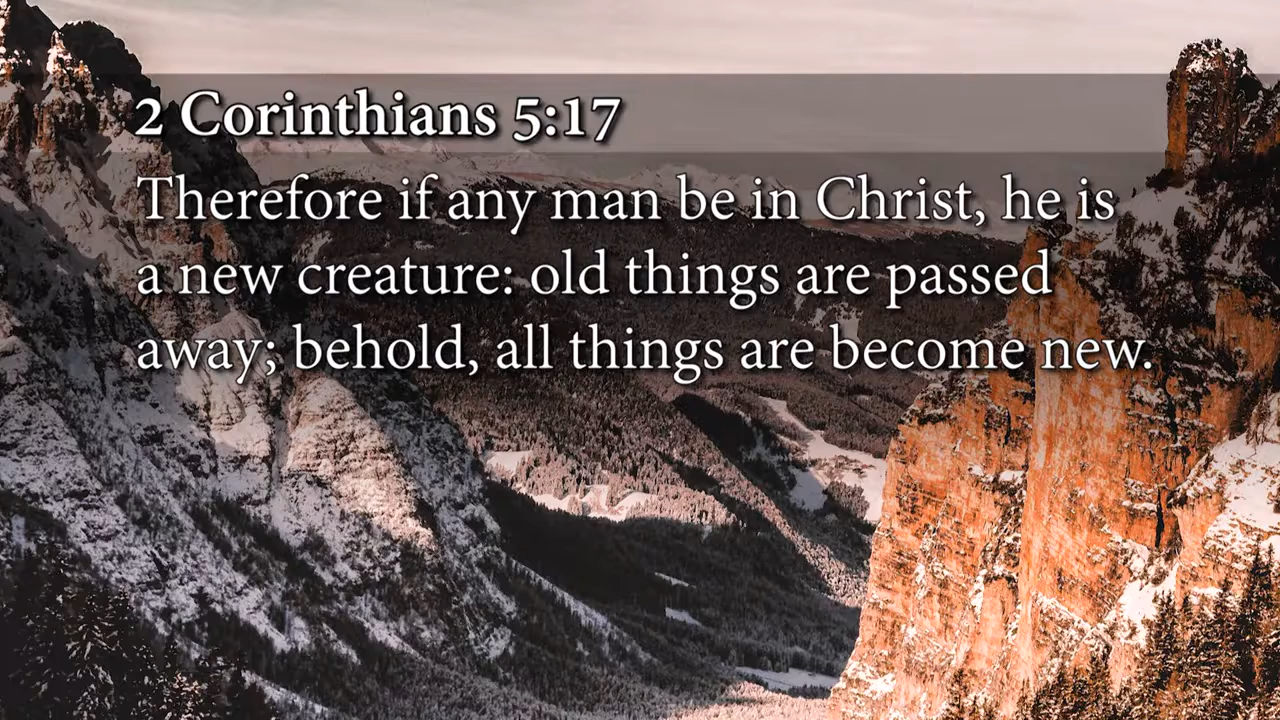 2 Corinthians 5:17
Therefore if any man be in Christ, he is
a new creature: old things are passed
away; behold, all things are become new.